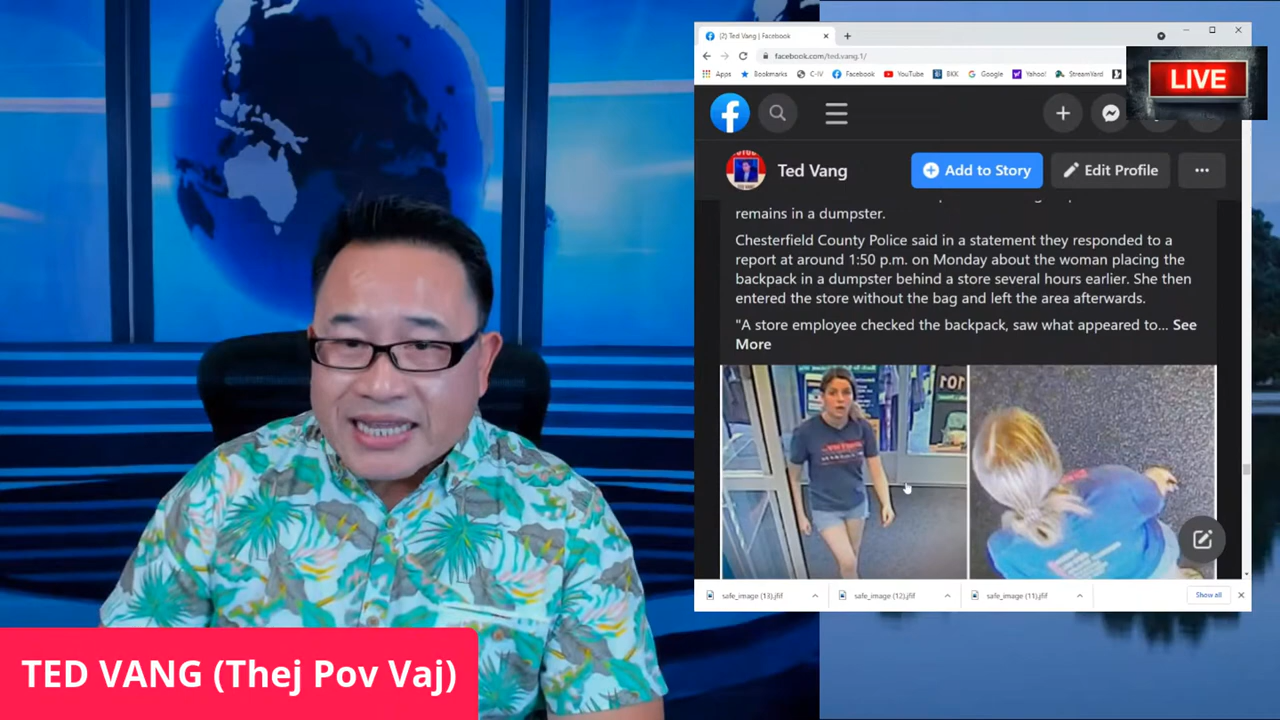 (2) Ted Vang | Facebook
facebook.com/ted.vang.1/
Apps Bookmarks C-IV Facebook YouTube BKK Google Yahoo! StreamYard
LIVE
Ted Vang
Add to Story
Edit Profile
remains in a dumpster.
Chesterfield County Police said in a statement they responded to a
report at around 1:50 p.m. on Monday about the woman placing the
backpack in a dumpster behind a store several hours earlier. She then
entered the store without the bag and left the area afterwards.
"A store employee checked the backpack, saw what appeared to... See
More
101
safe_image (13).jfif
safe_image (12).jfif
safe_image (11).jfif
Show all
TED VANG (Thej Pov Vaj)